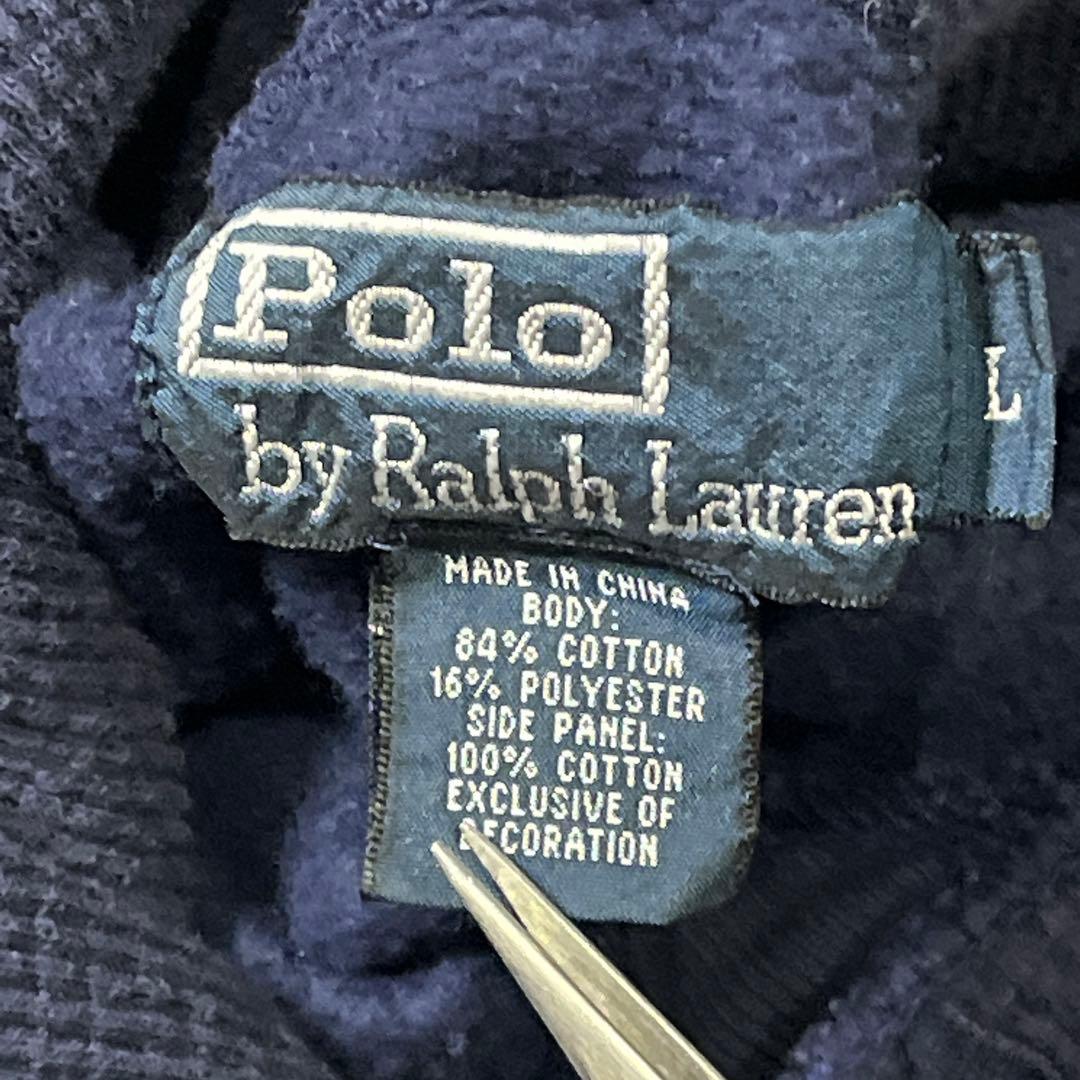 Polo
by Ralph Lauren
L
MADE IN CHINA
BODY:
84% COTTON
16% POLYESTER
SIDE PANEL:
100% COTTON
EXCLUSIVE OF
DECORATION